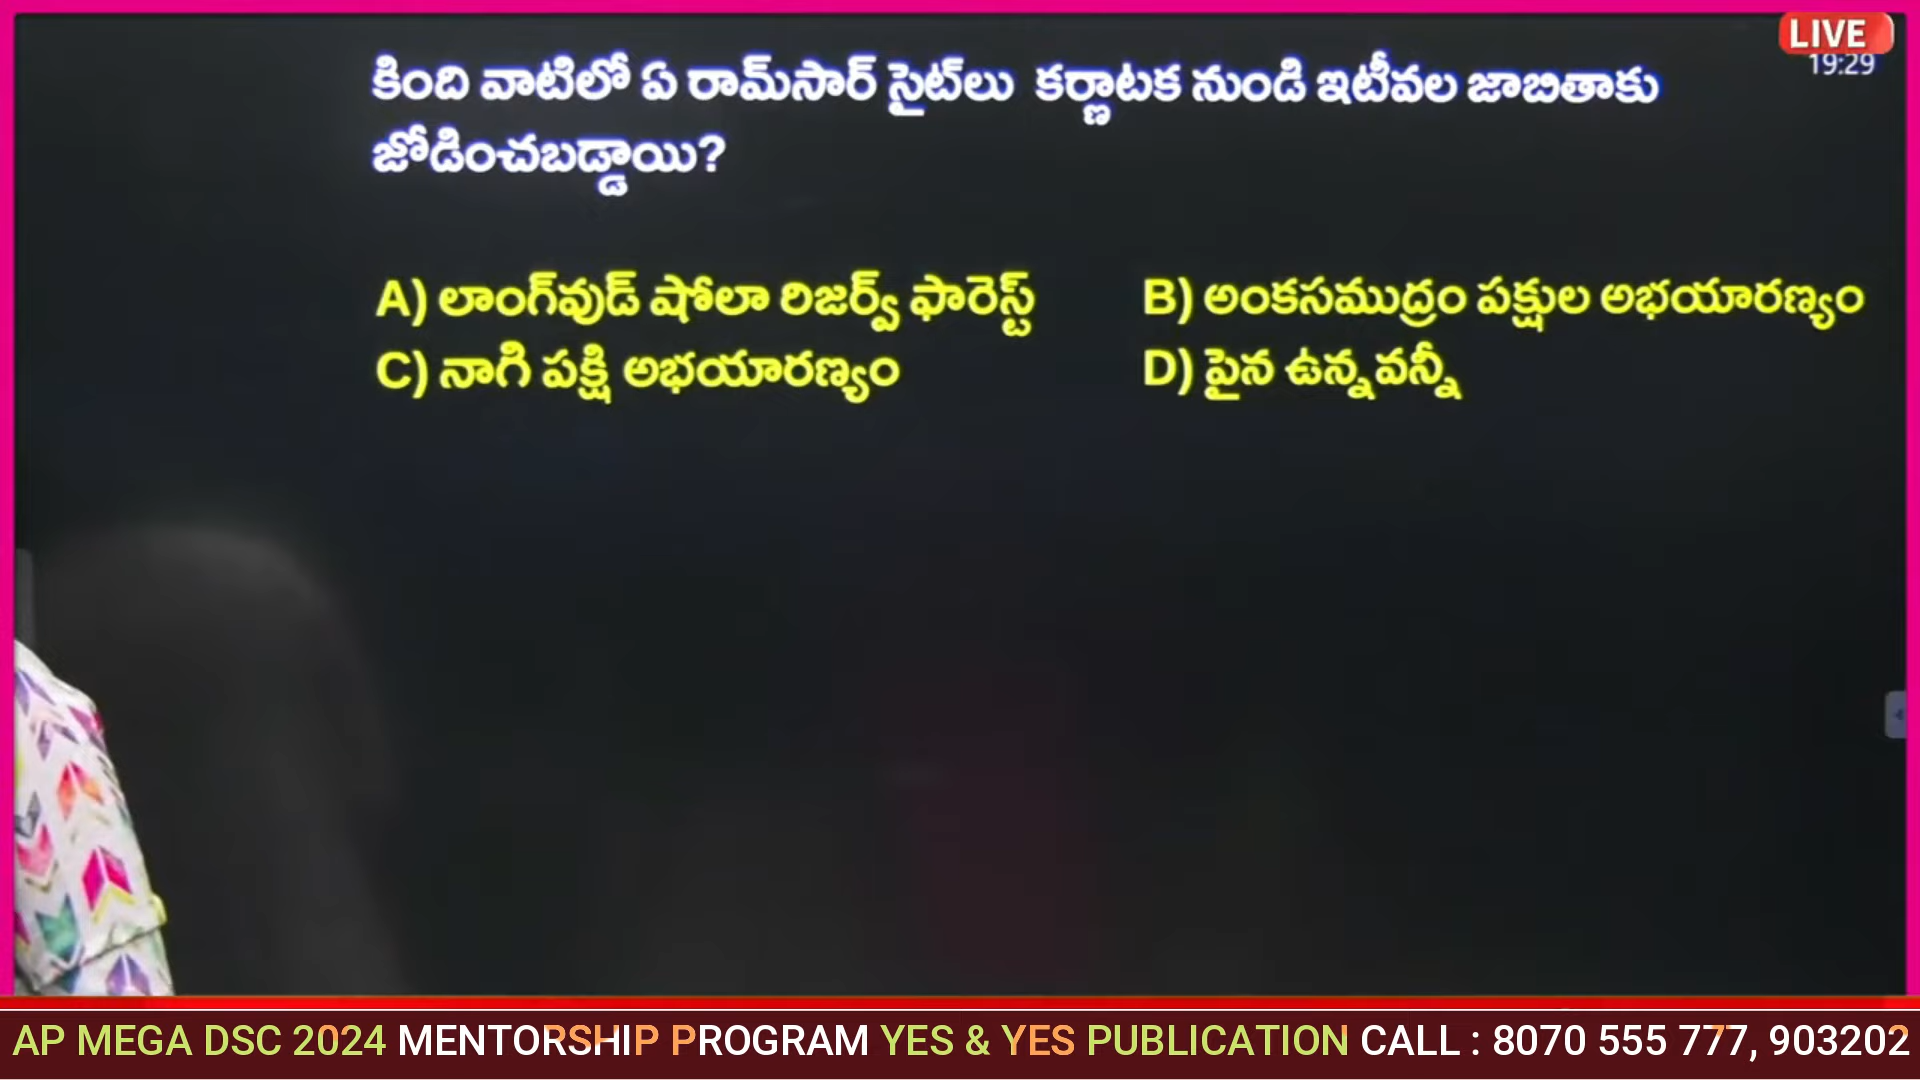 LIVE
19:29
కింది వాటిలో ఏ రామ్‌సార్ సైట్‌లు కర్ణాటక నుండి ఇటీవల జాబితాకు
జోడించబడ్డాయి?
A) లాంగ్‌వుడ్ షోలా రిజర్వ్ ఫారెస్ట్
B) అంకసముద్రం పక్షుల అభయారణ్యం
C) నాగి పక్షి అభయారణ్యం
D) పైన ఉన్నవన్నీ
AP MEGA DSC 2024 MENTORSHIP PROGRAM YES & YES PUBLICATION CALL : 8070 555 777, 903202